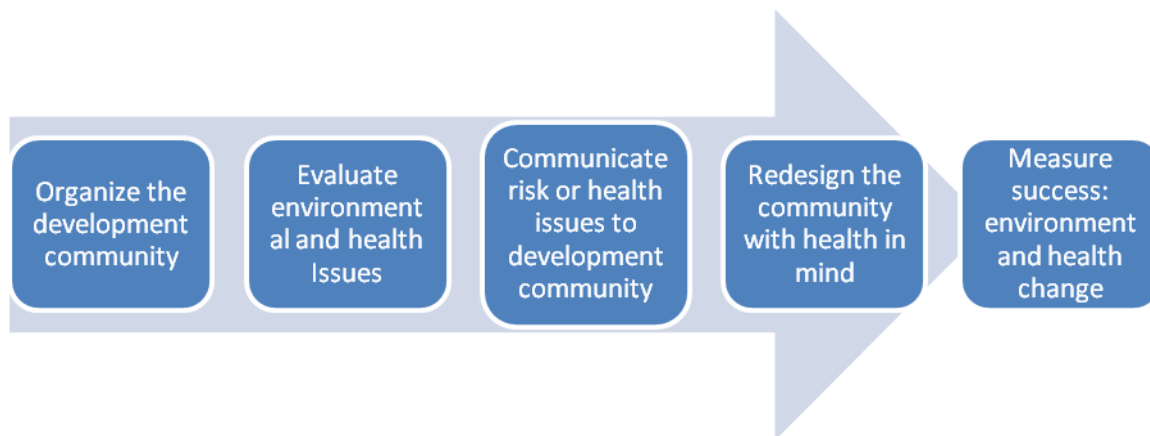 Organize the
development
community
Evaluate
environment
al and health
Issues
Communicate
risk or health
issues to
development
community
Redesign the
community
with health in
mind
Measure
success:
environment
and health
change